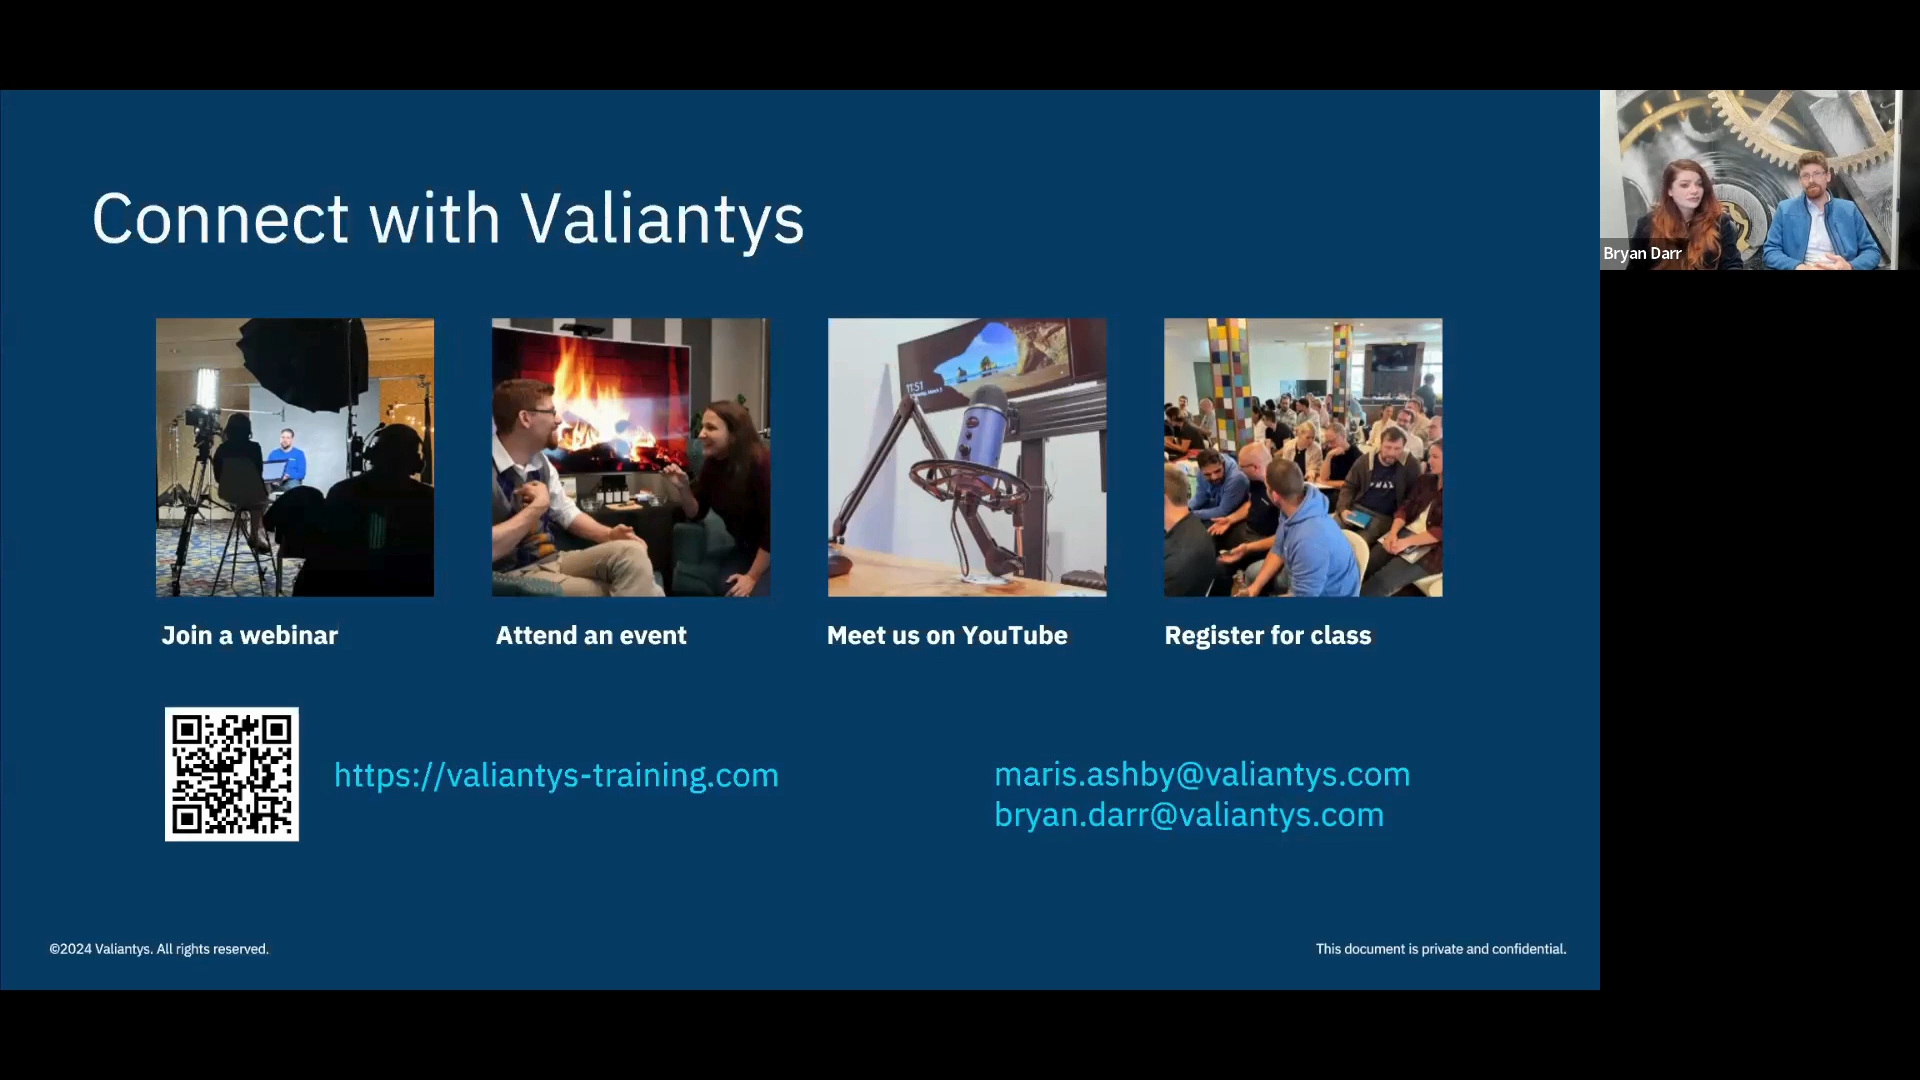 Connect with Valiantys
Bryan Darr
11:51
Join a webinar
Attend an event
Meet us on YouTube
Register for class
https://valiantys-training.com
maris.ashby@valiantys.com
bryan.darr@valiantys.com
©2024 Valiantys. All rights reserved.
This document is private and confidential.